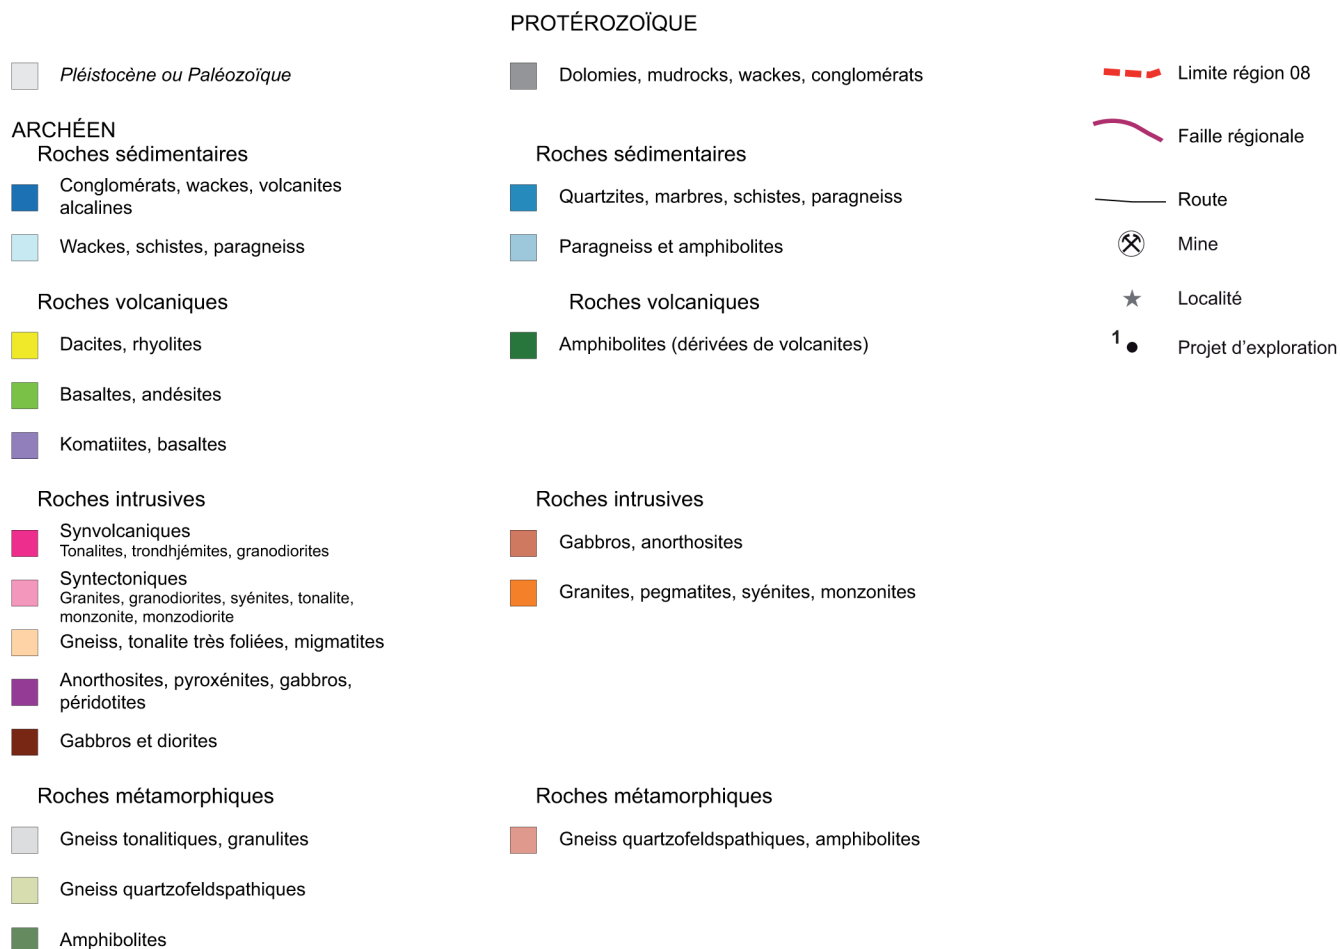 Pléistocène ou Paléozoïque
ARCHÉEN
Roches sédimentaires
Conglomérats, wackes, volcanites
alcalines
Wackes, schistes, paragneiss
Roches volcaniques
Dacites, rhyolites
Basaltes, andésites
Komatiites, basaltes
Roches intrusives
Synvolcaniques
Tonalites, trondhjémites, granodiorites
Syntectoniques
Granites, granodiorites, syénites, tonalite,
monzonite, monzodiorite
Gneiss, tonalite très foliées, migmatites
Anorthosites, pyroxénites, gabbros,
péridotites
Gabbros et diorites
Roches métamorphiques
Gneiss tonalitiques, granulites
Gneiss quartzofeldspathiques
Amphibolites
PROTÉROZOÏQUE
Dolomies, mudrocks, wackes, conglomérats
Roches sédimentaires
Quartzites, marbres, schistes, paragneiss
Paragneiss et amphibolites
Roches volcaniques
Amphibolites (dérivées de volcanites)
Roches intrusives
Gabbros, anorthosites
Granites, pegmatites, syénites, monzonites
Roches métamorphiques
Gneiss quartzofeldspathiques, amphibolites
Limite région 08
Faille régionale
Route
Mine
Localité
1 Projet d'exploration